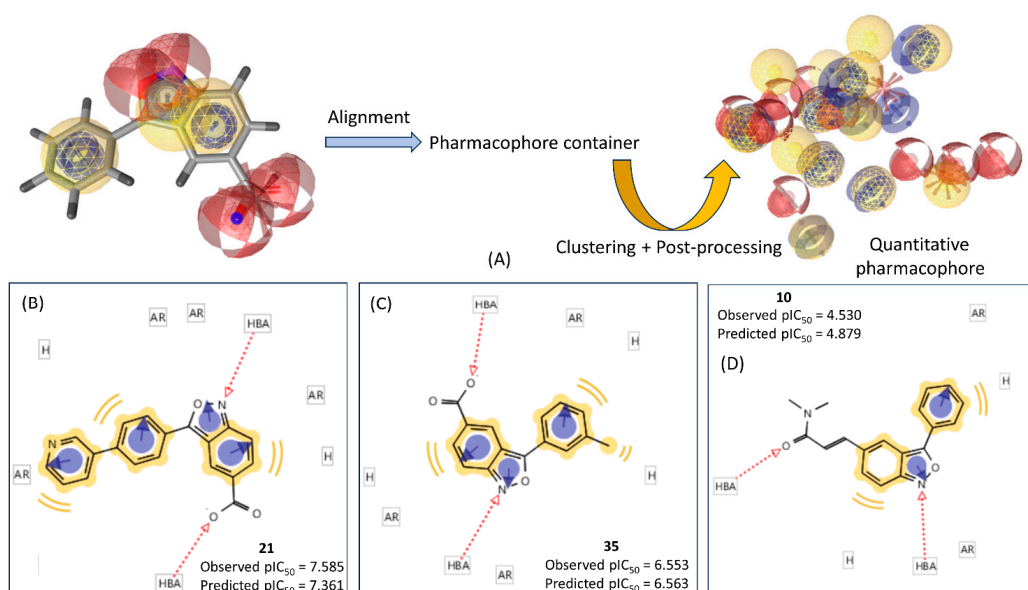 Alignment
Pharmacophore container
Clustering + Post-processing
Quantitative
pharmacophore
(A)
(B)
AR
AR
HBA
H
AR
H
AR
O
N
N
O⁻
O
HBA
21
Observed pIC50 = 7.585
Predicted pIC50 = 7.361
(C)
HBA
AR
H
O⁻
O
H
H
AR
N
O
HBA
AR
35
Observed pIC50 = 6.553
Predicted pIC50 = 6.563
10
Observed pIC50 = 4.530
Predicted pIC50 = 4.879
(D)
AR
H
N
O
O
N
HBA
AR
H
HBA